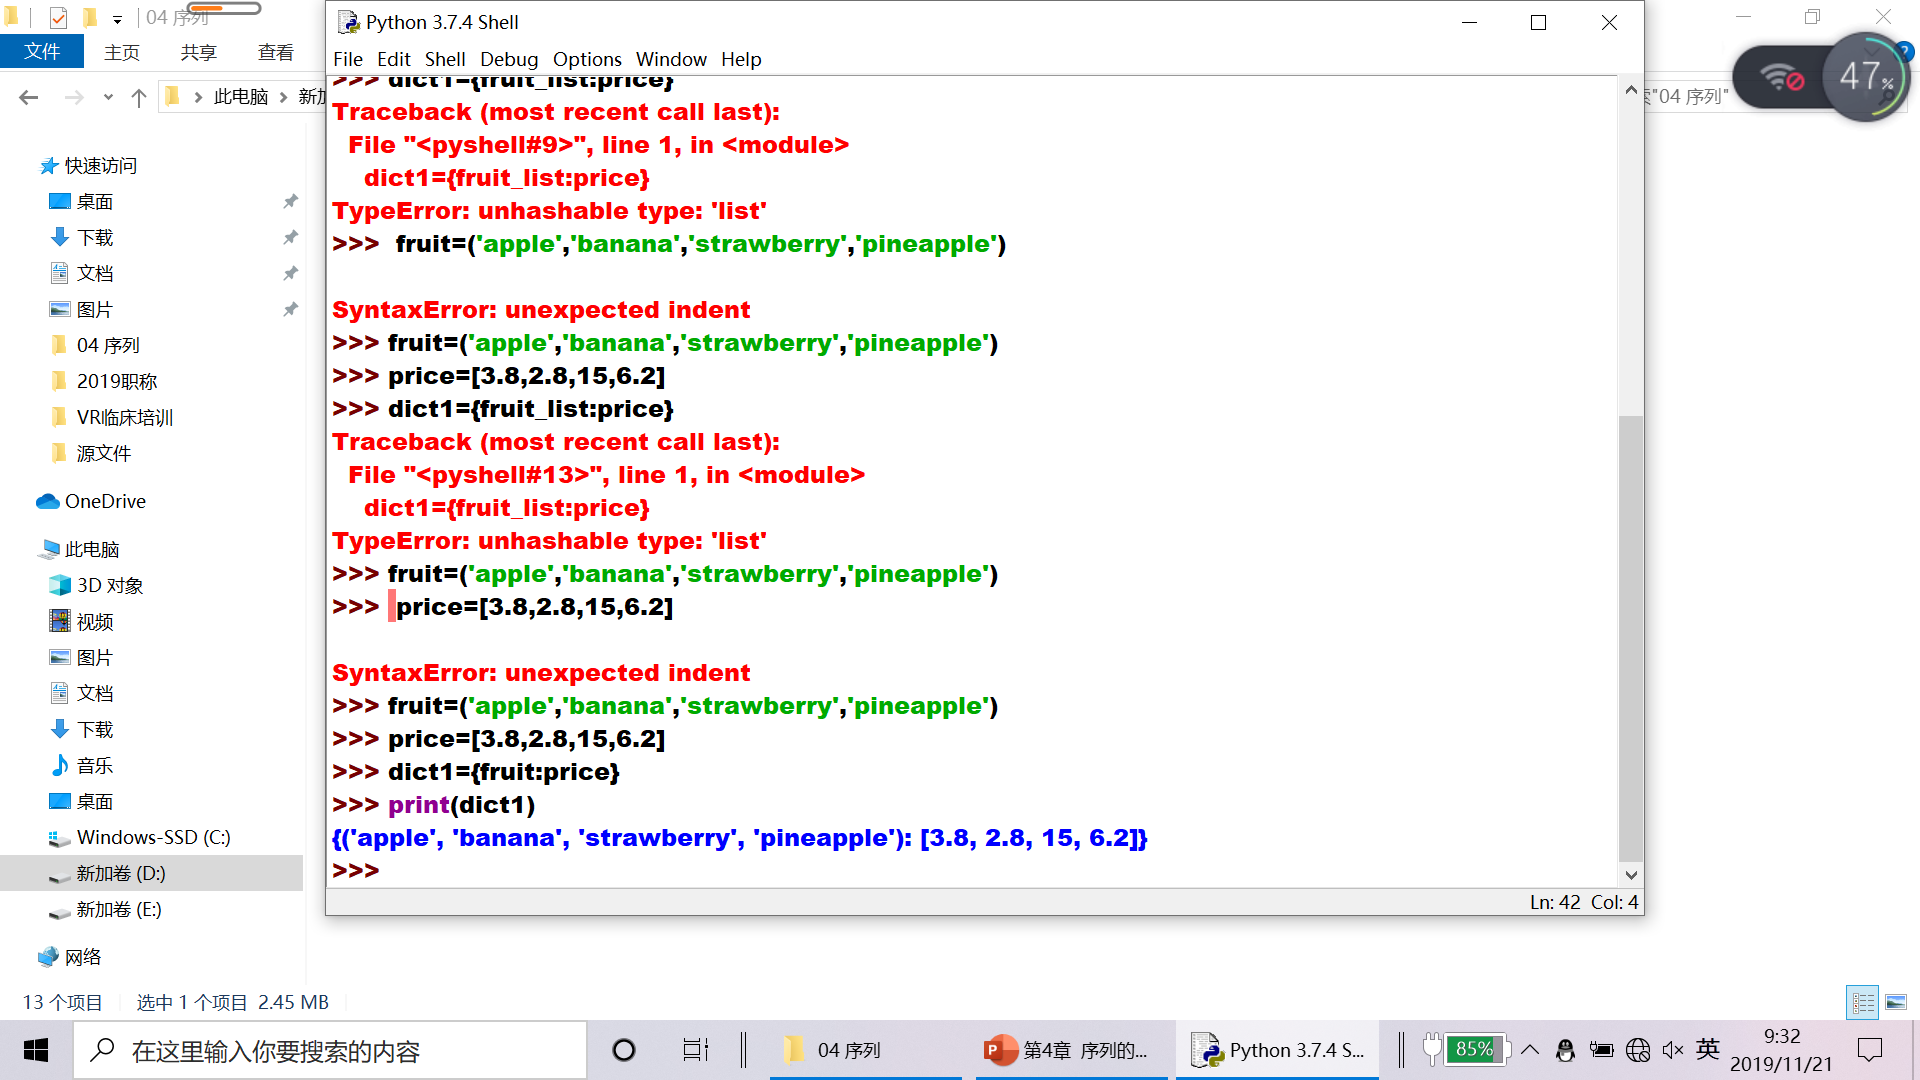 04 序列
文件 主页 共享 查看
此电脑 新加
"04 序列"
47%
快速访问
桌面
下载
文档
图片
04 序列
2019职称
VR临床培训
源文件
OneDrive
此电脑
3D 对象
视频
图片
文档
下载
音乐
桌面
Windows-SSD (C:)
新加卷 (D:)
新加卷 (E:)
网络
13 个项目 选中 1 个项目 2.45 MB
Python 3.7.4 Shell
File Edit Shell Debug Options Window Help
>>> dict1={fruit_list:price}
Traceback (most recent call last):
  File "<pyshell#9>", line 1, in <module>
    dict1={fruit_list:price}
TypeError: unhashable type: 'list'
>>>  fruit=('apple','banana','strawberry','pineapple')
SyntaxError: unexpected indent
>>> fruit=('apple','banana','strawberry','pineapple')
>>> price=[3.8,2.8,15,6.2]
>>> dict1={fruit_list:price}
Traceback (most recent call last):
  File "<pyshell#13>", line 1, in <module>
    dict1={fruit_list:price}
TypeError: unhashable type: 'list'
>>> fruit=('apple','banana','strawberry','pineapple')
>>>  price=[3.8,2.8,15,6.2]
SyntaxError: unexpected indent
>>> fruit=('apple','banana','strawberry','pineapple')
>>> price=[3.8,2.8,15,6.2]
>>> dict1={fruit:price}
>>> print(dict1)
{('apple', 'banana', 'strawberry', 'pineapple'): [3.8, 2.8, 15, 6.2]}
>>>
Ln: 42 Col: 4
在这里输入你要搜索的内容
04 序列
第4章 序列的...
Python 3.7.4 S...
85%
英
9:32
2019/11/21